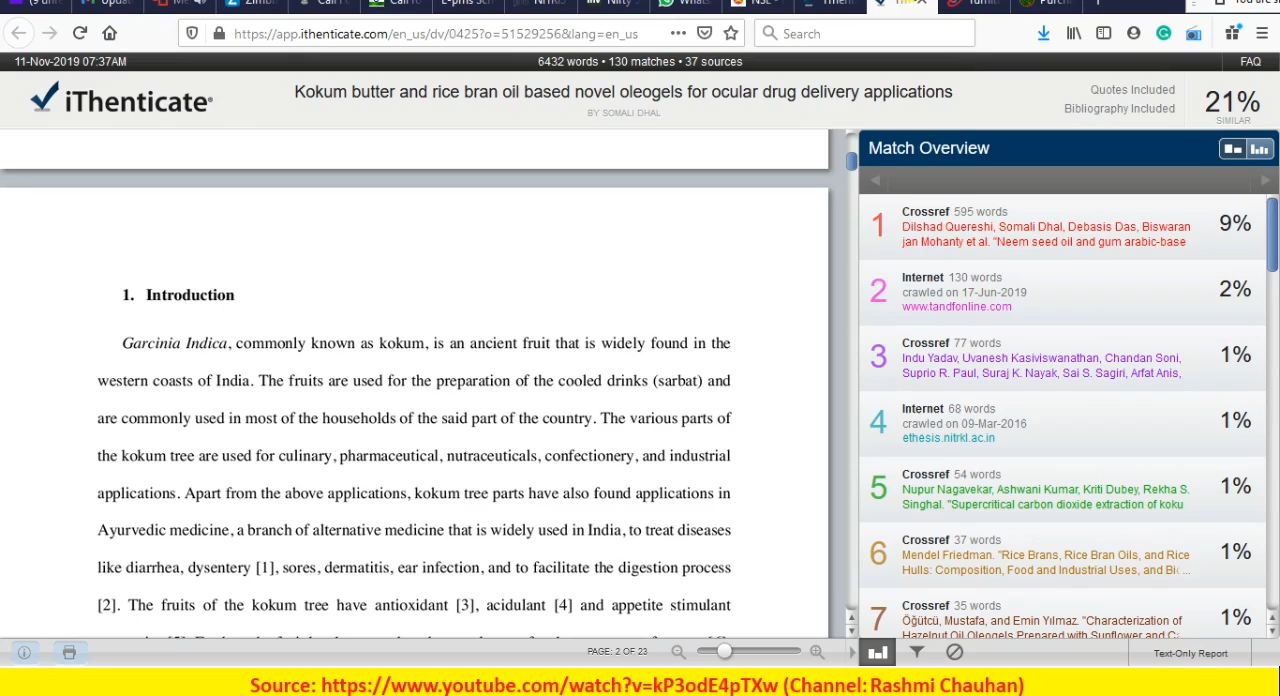 https://app.ithenticate.com/en_us/dv/0425?o=51529256&lang=en_us
Search
11-Nov-2019 07:37AM
6432 words • 130 matches • 37 sources
FAQ
iThenticate®
Kokum butter and rice bran oil based novel oleogels for ocular drug delivery applications
BY SOMALI DHAL
Quotes Included
Bibliography Included
21%
SIMILAR
1. Introduction
Garcinia Indica, commonly known as kokum, is an ancient fruit that is widely found in the
western coasts of India. The fruits are used for the preparation of the cooled drinks (sarbat) and
are commonly used in most of the households of the said part of the country. The various parts of
the kokum tree are used for culinary, pharmaceutical, nutraceuticals, confectionery, and industrial
applications. Apart from the above applications, kokum tree parts have also found applications in
Ayurvedic medicine, a branch of alternative medicine that is widely used in India, to treat diseases
like diarrhea, dysentery [1], sores, dermatitis, ear infection, and to facilitate the digestion process
[2]. The fruits of the kokum tree have antioxidant [3], acidulant [4] and appetite stimulant
Match Overview
1
Crossref 595 words
Dilshad Quereshi, Somali Dhal, Debasis Das, Biswaran
jan Mohanty et al. "Neem seed oil and gum arabic-base
9%
2
Internet 130 words
crawled on 17-Jun-2019
www.tandfonline.com
2%
3
Crossref 77 words
Indu Yadav, Uvanesh Kasiviswanathan, Chandan Soni,
Suprio R. Paul, Suraj K. Nayak, Sai S. Sagiri, Arfat Anis,
1%
4
Internet 68 words
crawled on 09-Mar-2016
ethesis.nitrkl.ac.in
1%
5
Crossref 54 words
Nupur Nagavekar, Ashwani Kumar, Kriti Dubey, Rekha S.
Singhal. "Supercritical carbon dioxide extraction of koku
1%
6
Crossref 37 words
Mendel Friedman. "Rice Brans, Rice Bran Oils, and Rice
Hulls: Composition, Food and Industrial Uses, and Bi ...
1%
7
Crossref 35 words
Öğütcü, Mustafa, and Emin Yılmaz. "Characterization of
Hazelnut Oil Oleogels Prepared with Sunflower and Ca
1%
PAGE: 2 OF 23
Text-Only Report
Source: https://www.youtube.com/watch?v=kP3odE4pTXw (Channel: Rashmi Chauhan)